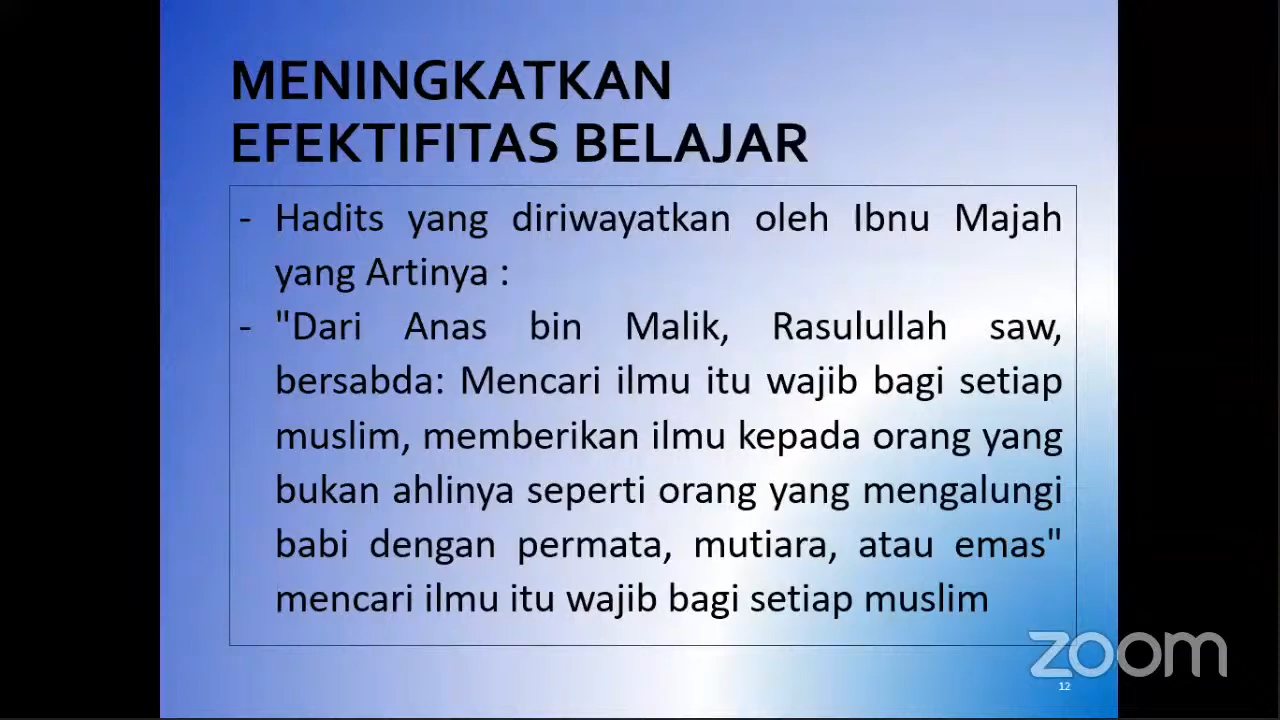 MENINGKATKAN
EFEKTIFITAS BELAJAR
- Hadits yang diriwayatkan oleh Ibnu Majah
yang Artinya :
- "Dari Anas bin Malik, Rasulullah saw,
bersabda: Mencari ilmu itu wajib bagi setiap
muslim, memberikan ilmu kepada orang yang
bukan ahlinya seperti orang yang mengalungi
babi dengan permata, mutiara, atau emas"
mencari ilmu itu wajib bagi setiap muslim
zoom
12